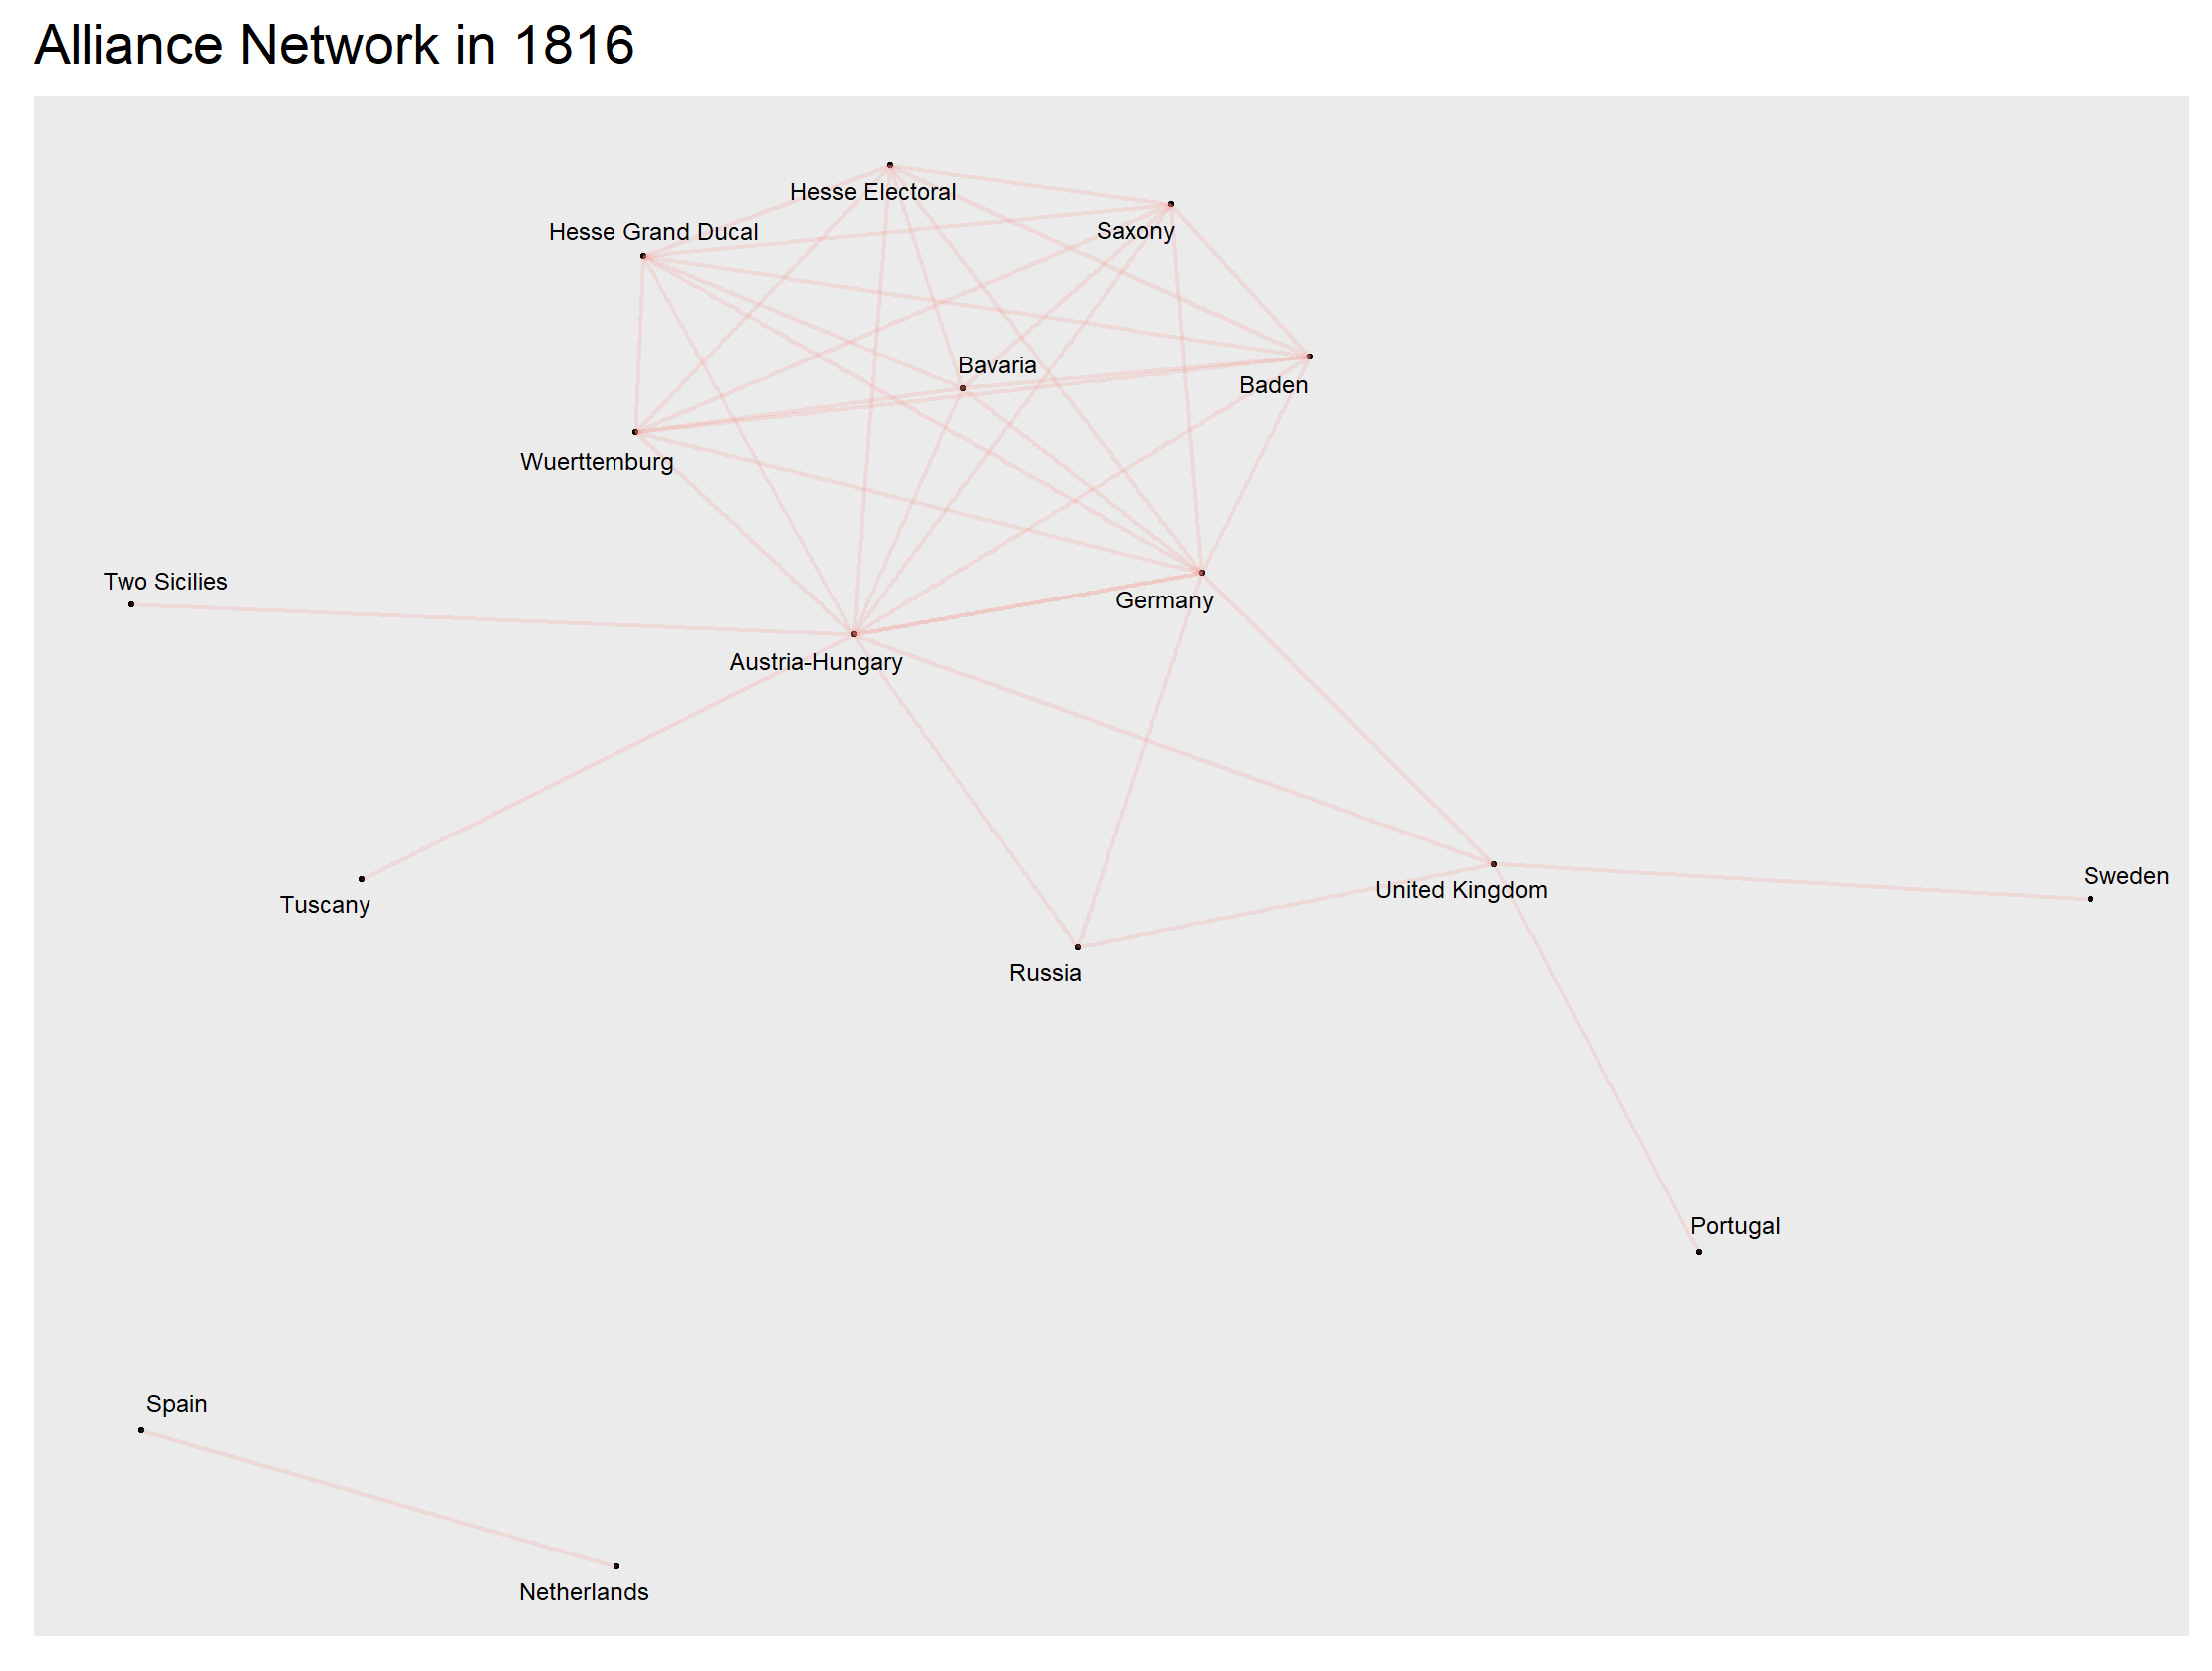 Alliance Network in 1816
Hesse Electoral
Saxony
Hesse Grand Ducal
Bavaria
Baden
Wuerttemburg
Two Sicilies
Germany
Austria-Hungary
Sweden
United Kingdom
Tuscany
Russia
Portugal
Spain
Netherlands